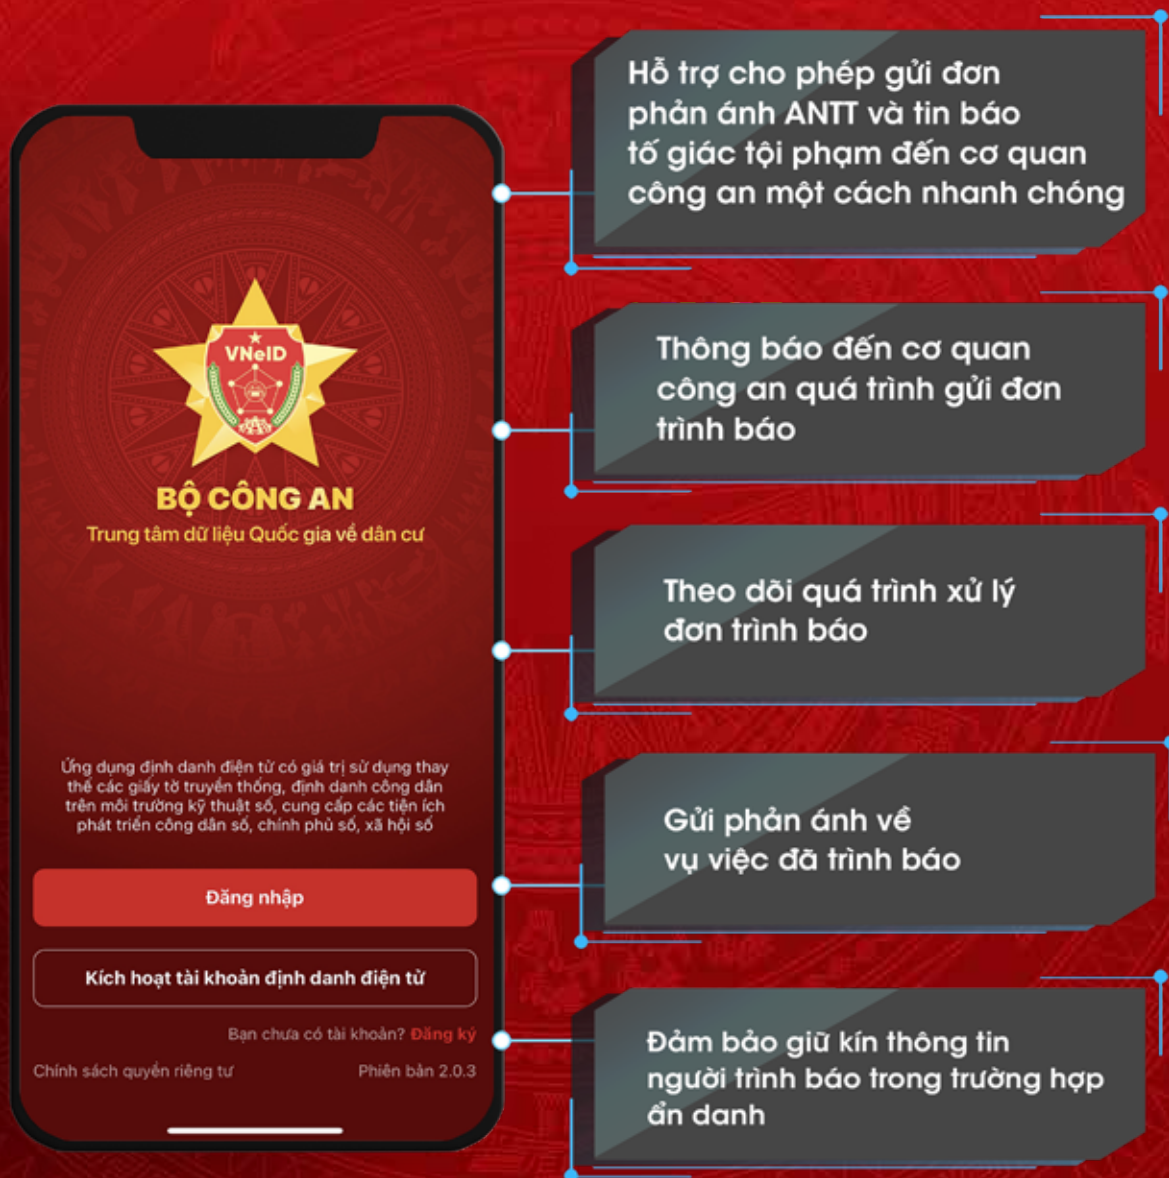 VNeID
BỘ CÔNG AN
Trung tâm dữ liệu Quốc gia về dân cư
Ứng dụng định danh điện tử có giá trị sử dụng thay
thế các giấy tờ truyền thống, định danh công dân
trên môi trường kỹ thuật số, cung cấp các tiện ích
phát triển công dân số, chính phủ số, xã hội số
Đăng nhập
Kích hoạt tài khoản định danh điện tử
Bạn chưa có tài khoản? Đăng ký
Chính sách quyền riêng tư Phiên bản 2.0.3
Hỗ trợ cho phép gửi đơn
phản ánh ANTT và tin báo
tố giác tội phạm đến cơ quan
công an một cách nhanh chóng
Thông báo đến cơ quan
công an quá trình gửi đơn
trình báo
Theo dõi quá trình xử lý
đơn trình báo
Gửi phản ánh về
vụ việc đã trình báo
Đảm bảo giữ kín thông tin
người trình báo trong trường hợp
ẩn danh